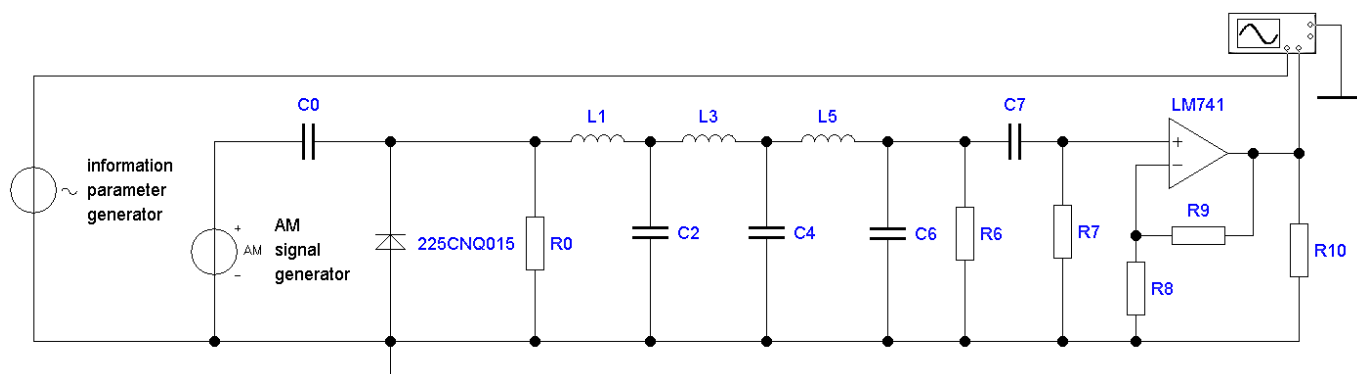 LM741
C0
L1
L3
L5
C7
information
parameter
generator
AM
signal
generator
+
AM
−
225CNQ015
R0
C2
C4
C6
R6
R7
+
−
R9
R8
R10